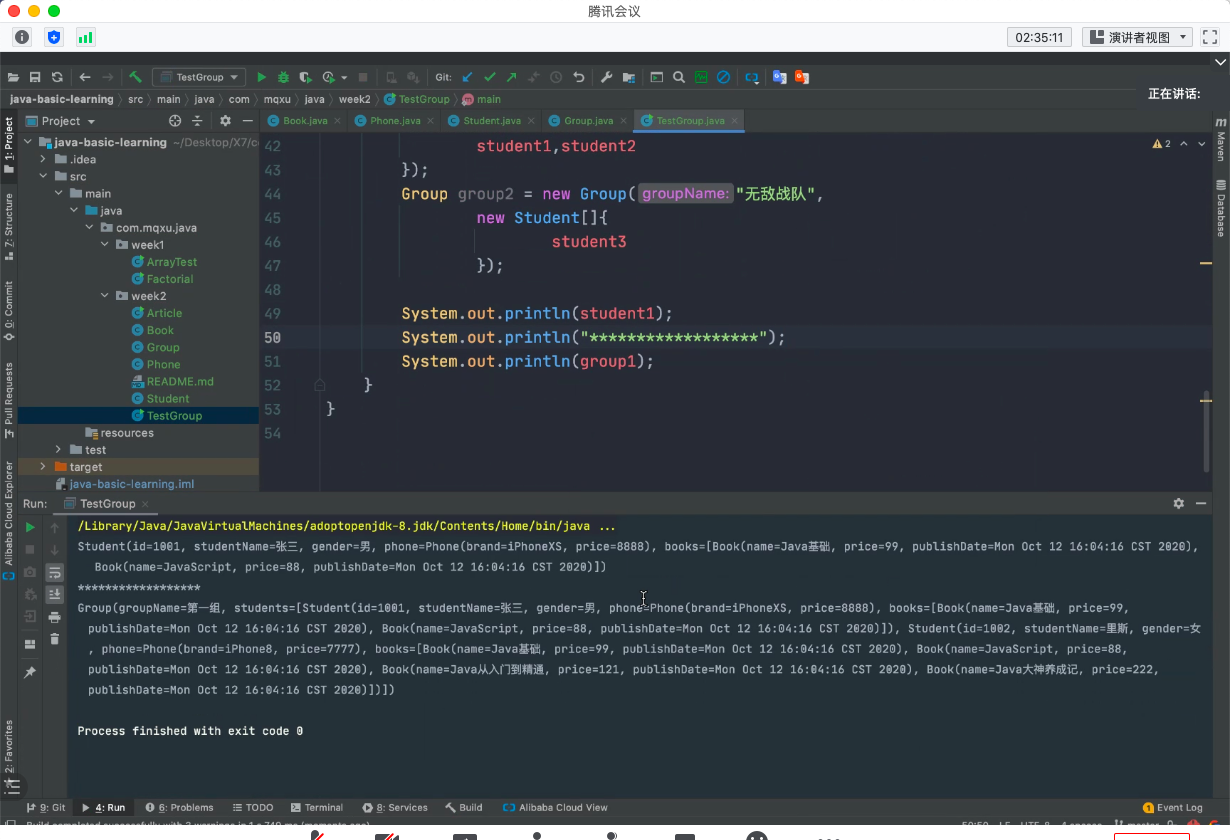 腾讯会议
02:35:11
演讲者视图
TestGroup
Git:
java-basic-learning
src
main
java
com
mqxu
java
week2
TestGroup
main
正在讲话:
Project
Book.java
Phone.java
Student.java
Group.java
TestGroup.java
1: Project
Z: Structure
0: Commit
Pull Requests
Alibaba Cloud Explorer
2: Favorites
Maven
Database
java-basic-learning ~/Desktop/X7/c
.idea
src
main
java
com.mqxu.java
week1
ArrayTest
Factorial
week2
Article
Book
Group
Phone
README.md
Student
TestGroup
resources
test
target
java-basic-learning.iml
2
42 student1,student2
43 });
44 Group group2 = new Group( groupName: "无敌战队",
45 new Student[]{
46 student3
47 });
48
49 System.out.println(student1);
50 System.out.println("******************");
51 System.out.println(group1);
52 }
53 }
54
Run: TestGroup
/Library/Java/JavaVirtualMachines/adoptopenjdk-8.jdk/Contents/Home/bin/java ...
Student(id=1001, studentName=张三, gender=男, phone=Phone(brand=iPhoneXS, price=8888), books=[Book(name=Java基础, price=99, publishDate=Mon Oct 12 16:04:16 CST 2020),
Book(name=JavaScript, price=88, publishDate=Mon Oct 12 16:04:16 CST 2020)])
******************
Group(groupName=第一组, students=[Student(id=1001, studentName=张三, gender=男, phone=Phone(brand=iPhoneXS, price=8888), books=[Book(name=Java基础, price=99,
publishDate=Mon Oct 12 16:04:16 CST 2020), Book(name=JavaScript, price=88, publishDate=Mon Oct 12 16:04:16 CST 2020)]), Student(id=1002, studentName=里斯, gender=女
, phone=Phone(brand=iPhone8, price=7777), books=[Book(name=Java基础, price=99, publishDate=Mon Oct 12 16:04:16 CST 2020), Book(name=JavaScript, price=88,
publishDate=Mon Oct 12 16:04:16 CST 2020), Book(name=Java从入门到精通, price=121, publishDate=Mon Oct 12 16:04:16 CST 2020), Book(name=Java大神养成记, price=222,
publishDate=Mon Oct 12 16:04:16 CST 2020)])])
Process finished with exit code 0
9: Git
4: Run
6: Problems
TODO
Terminal
8: Services
Build
Alibaba Cloud View
1 Event Log